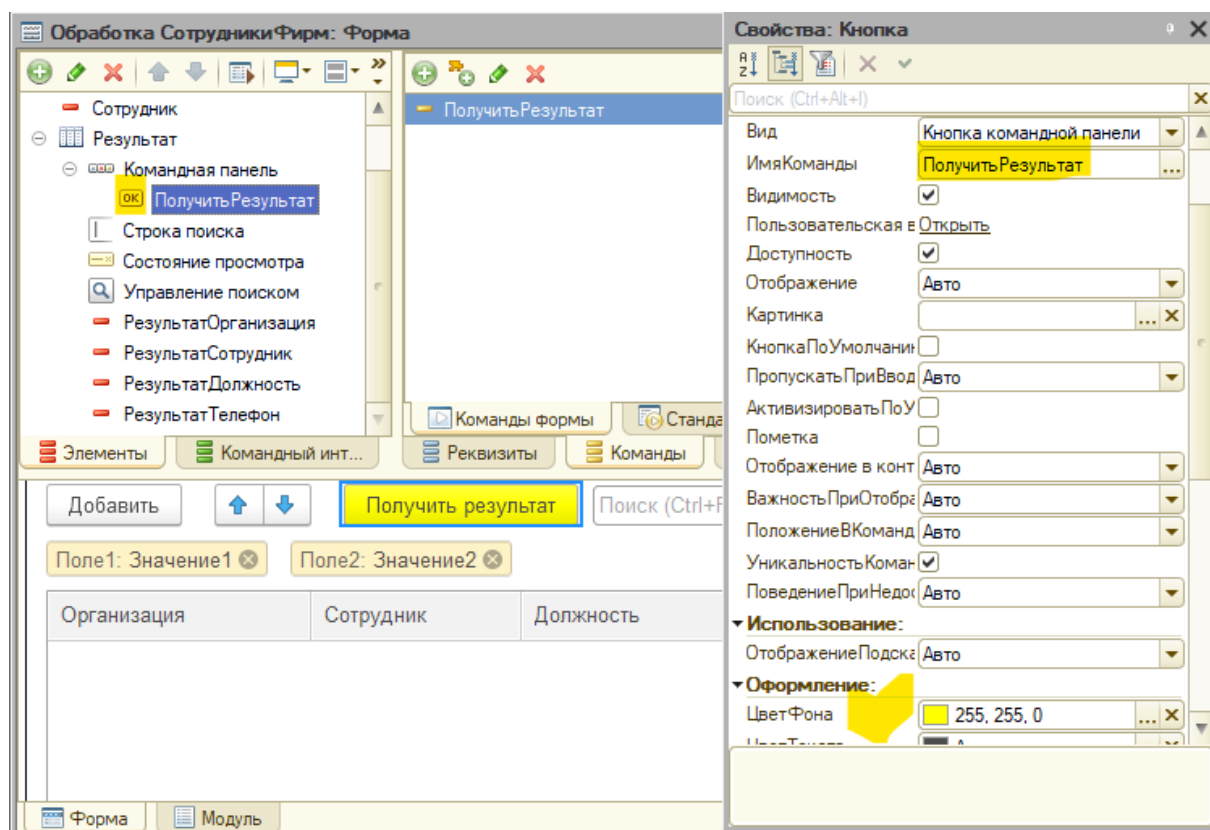 Обработка СотрудникиФирм: Форма
Сотрудник
Результат
Командная панель
OK ПолучитьРезультат
Строка поиска
Состояние просмотра
Управление поиском
РезультатОрганизация
РезультатСотрудник
РезультатДолжность
РезультатТелефон
Элементы
Командный инт...
ПолучитьРезультат
Команды формы
Станда
Реквизиты
Команды
Добавить
Получить результат
Поиск (Ctrl+F
Поле1: Значение1
Поле2: Значение2
Организация
Сотрудник
Должность
Форма
Модуль
Свойства: Кнопка
Поиск (Ctrl+Alt+I)
Вид Кнопка командной панели
ИмяКоманды ПолучитьРезультат ...
Видимость
Пользовательская в Открыть
Доступность
Отображение Авто
Картинка ...
КнопкаПоУмолчани
ПропускатьПриВвод Авто
АктивизироватьПоУ
Пометка
Отображение в конт Авто
ВажностьПриОтобра Авто
ПоложениеВКоманд Авто
УникальностьКоман
ПоведениеПриНедос Авто
Использование:
ОтображениеПодска Авто
Оформление:
ЦветФона 255, 255, 0 ...